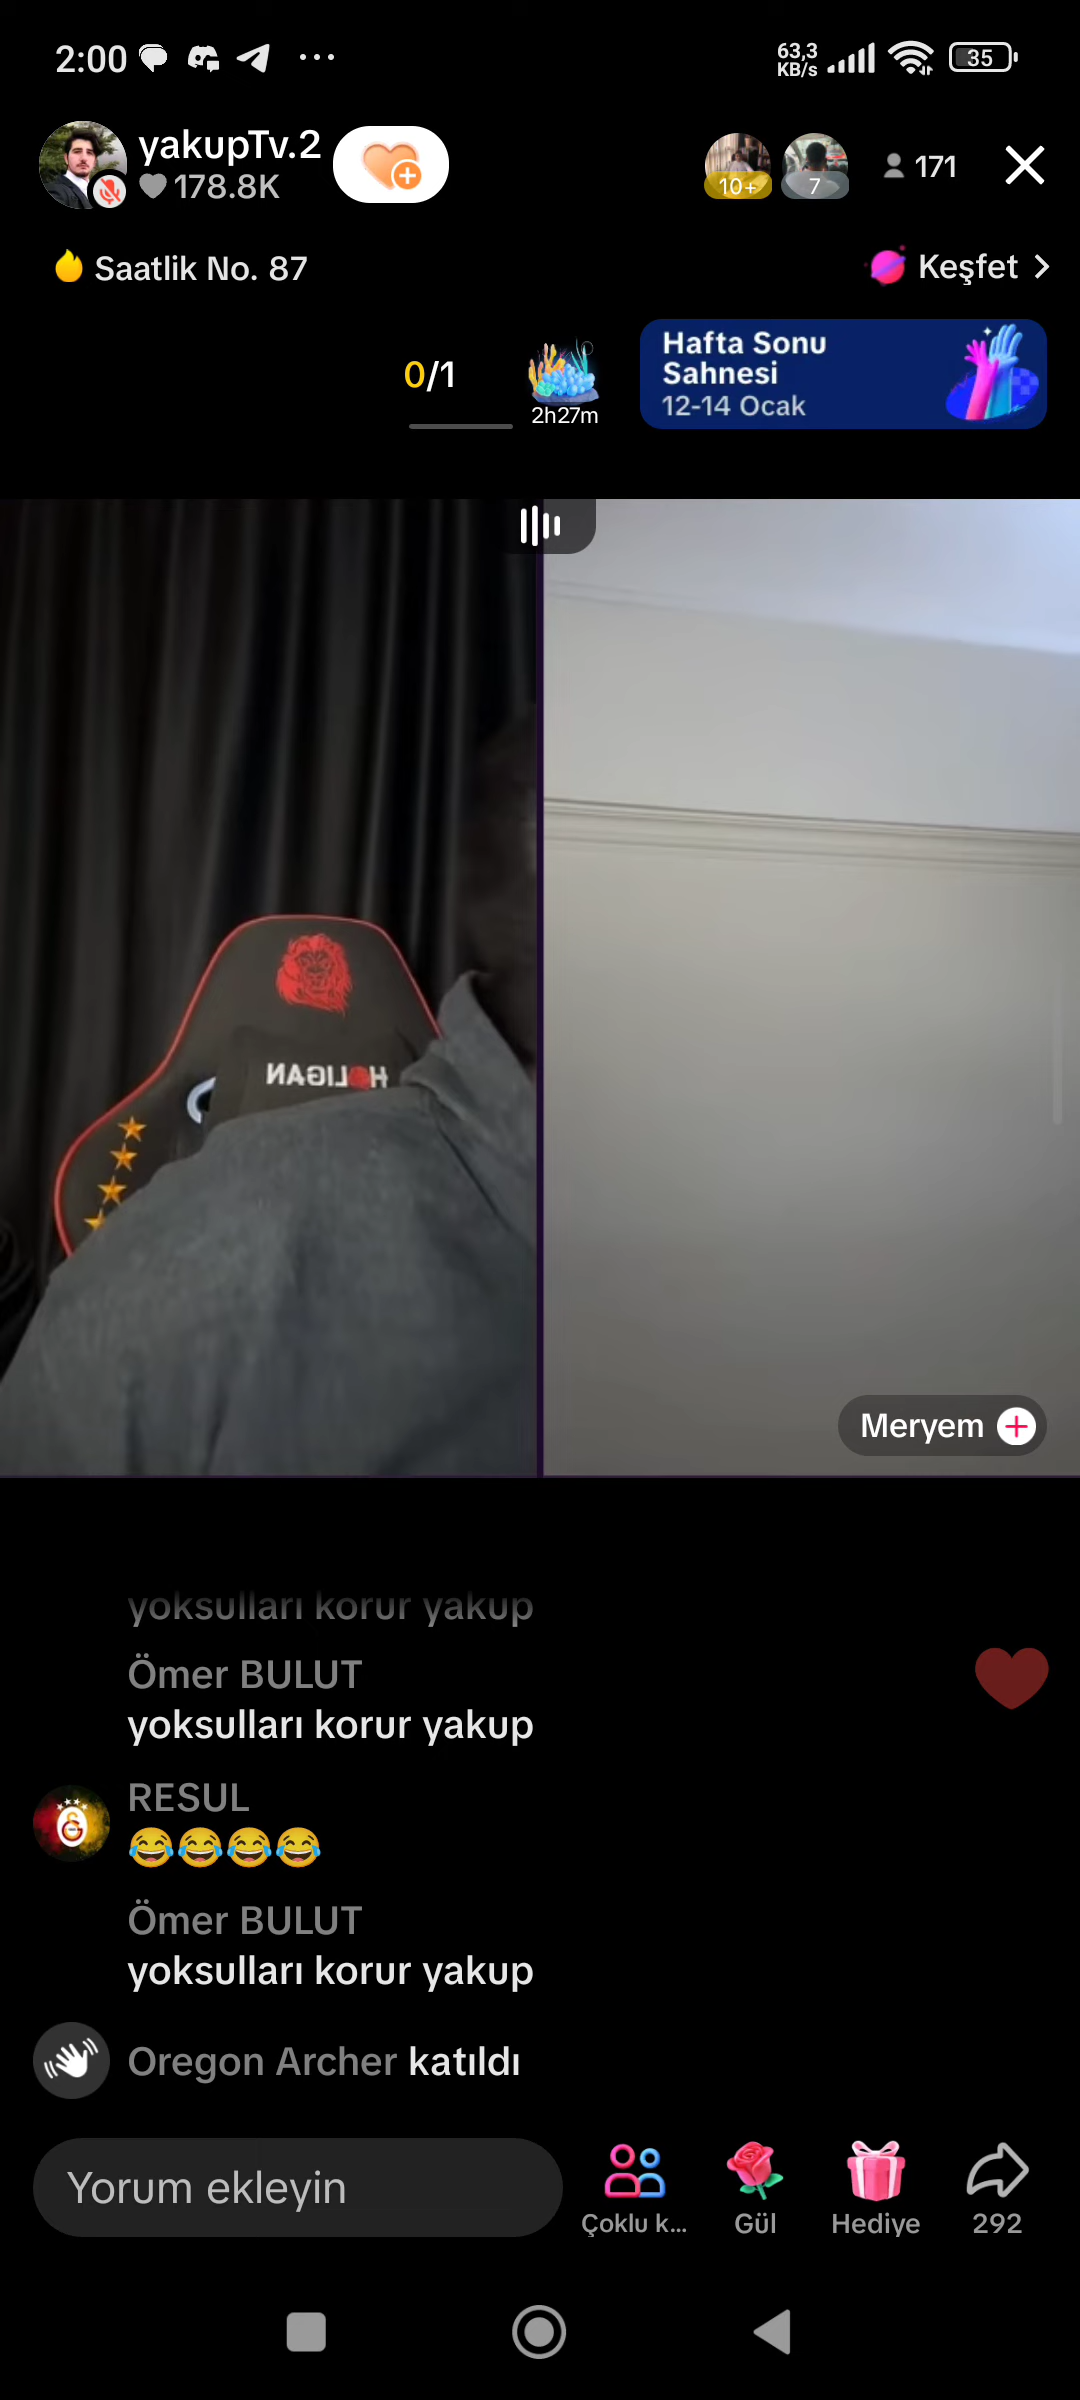 2:00
63,3
KB/s
35
yakupTv.2
178.8K
10+
7
171
Saatlik No. 87
Keşfet
0/1
2h27m
Hafta Sonu
Sahnesi
12-14 Ocak
HOLIGAN
Meryem
yoksulları korur yakup
Ömer BULUT
yoksulları korur yakup
RESUL
😂😂😂😂
Ömer BULUT
yoksulları korur yakup
Oregon Archer katıldı
Yorum ekleyin
Çoklu k...
Gül
Hediye
292